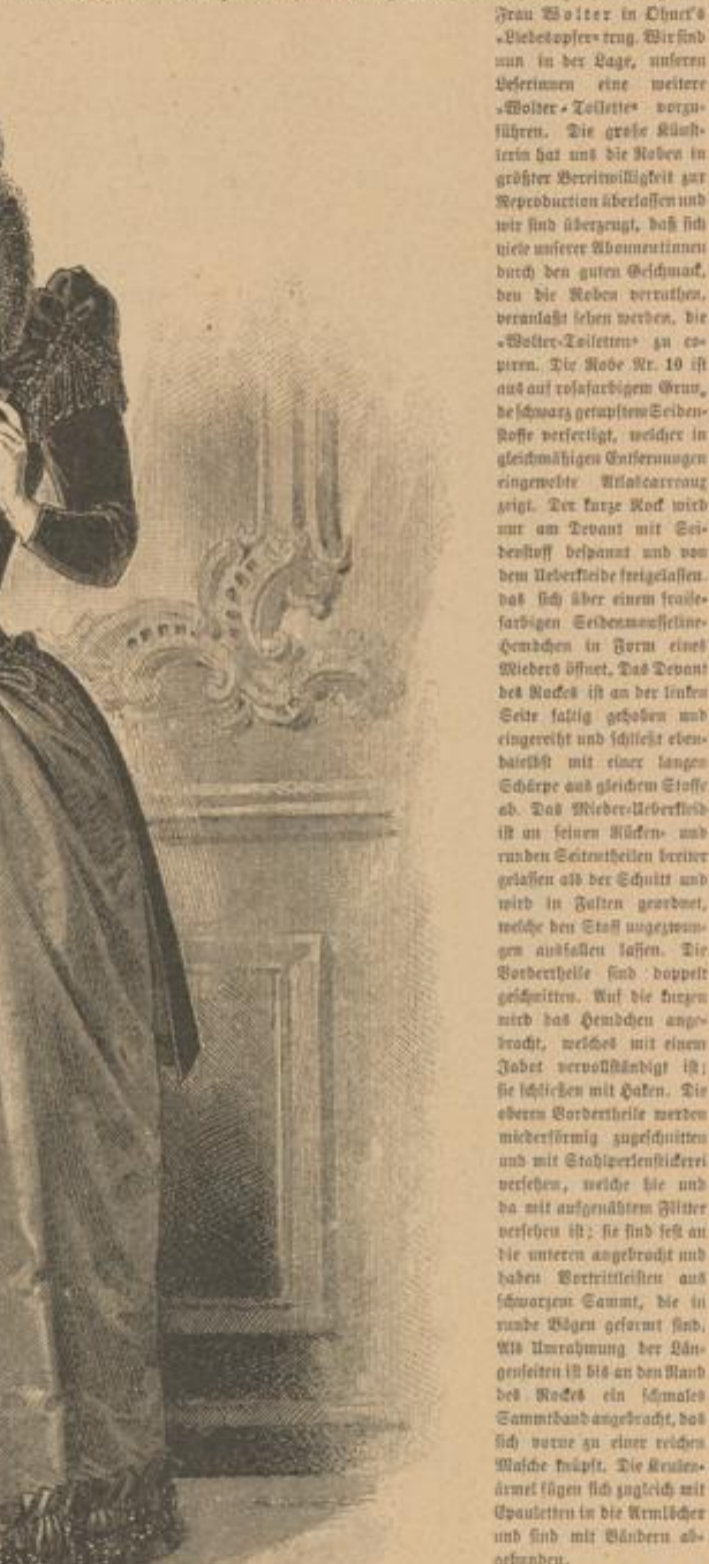 Frau Wolter in Ohnet's
„Liebesopfer“ trug. Wir sind
nun in der Lage, unseren
Leserinnen eine weitere
„Wolter-Toilette“ vorzu-
führen. Die große Künst-
lerin hat uns die Roben in
größter Bereitwilligkeit zur
Reproduction überlassen und
wir sind überzeugt, daß sich
viele unserer Abonnentinnen
durch den guten Geschmack,
den die Roben verrathen,
veranlaßt sehen werden, die
„Wolter-Toiletten“ zu co-
piren. Die Robe Nr. 10 ist
aus auf rosafarbigem Grun-
de schwarz getupftem Seiden-
stoffe verfertigt, welcher in
gleichmäßigen Entfernungen
eingewebte Atlascarreaux
zeigt. Der kurze Rock wird
nur am Devant mit Sei-
denstoff bespannt und von
dem Ueberkleide freigelassen,
das sich über einem fraise-
farbigen Seidenmousseline-
Hemdchen in Form eines
Mieders öffnet. Das Devant
des Rockes ist an der linken
Seite faltig gehoben und
eingereiht und schließt eben-
daselbst mit einer langen
Schärpe aus gleichem Stoffe
ab. Das Mieder-Ueberkleid
ist an seinen Rücken- und
runden Seitentheilen breiter
gelassen als der Schnitt und
wird in Falten geordnet,
welche den Stoff ungezwun-
gen ausfallen lassen. Die
Vordertheile sind doppelt
geschnitten. Auf die kurzen
wird das Hemdchen ange-
bracht, welches mit einem
Jabot vervollständigt ist;
sie schließen mit Haken. Die
oberen Vordertheile werden
miederförmig zugeschnitten
und mit Stahlperlenstickerei
versehen, welche hie und
da mit aufgenähtem Flitter
versehen ist; sie sind fest an
die unteren angebracht und
haben Vortrittleisten aus
schwarzem Sammt, die in
runde Bögen geformt sind.
Als Umrahmung der Län-
genseiten ist bis an den Rand
des Rockes ein schmales
Sammtband angebracht, das
sich vorne zu einer reichen
Masche knüpft. Die Keulen-
ärmel fügen sich zugleich mit
Epauletten in die Armlöcher
und sind mit Bändern ab-
gebunden.